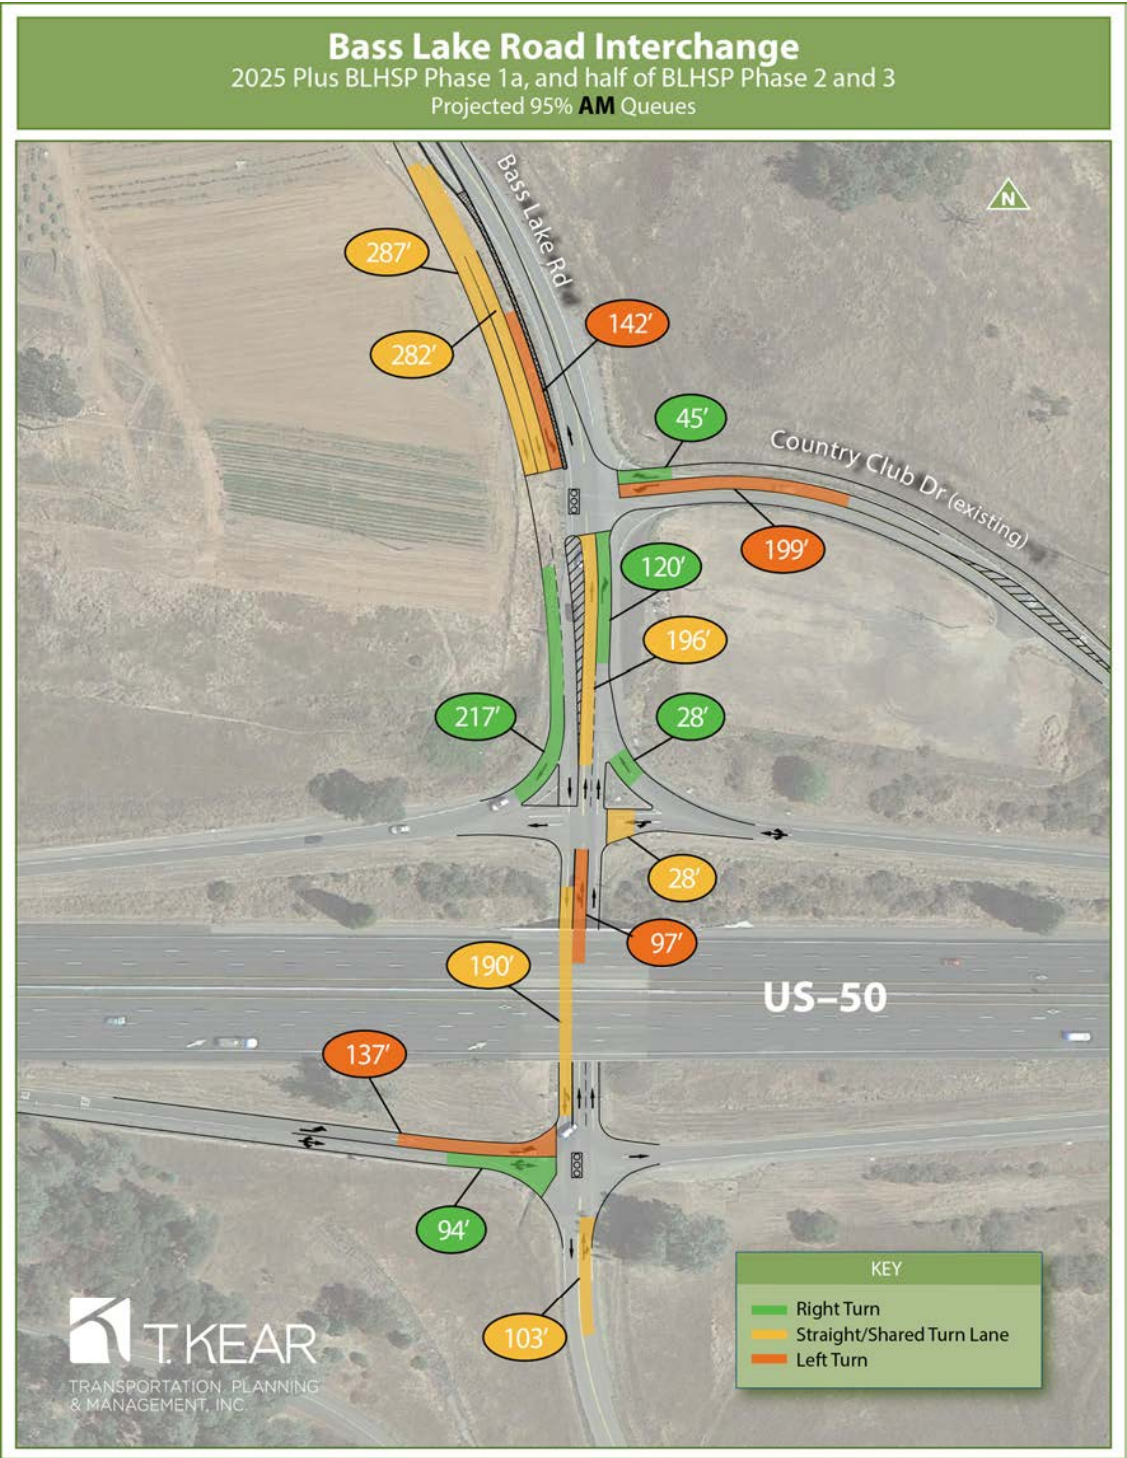 Bass Lake Road Interchange
2025 Plus BLHSP Phase 1a, and half of BLHSP Phase 2 and 3
Projected 95% AM Queues
Bass Lake Rd
N
287’
142’
282’
45’
Country Club Dr (existing)
199’
120’
196’
217’
28’
28’
97’
190’
US–50
137’
94’
103’
KEY
Right Turn
Straight/Shared Turn Lane
Left Turn
T.KEAR
TRANSPORTATION PLANNING
& MANAGEMENT, INC.